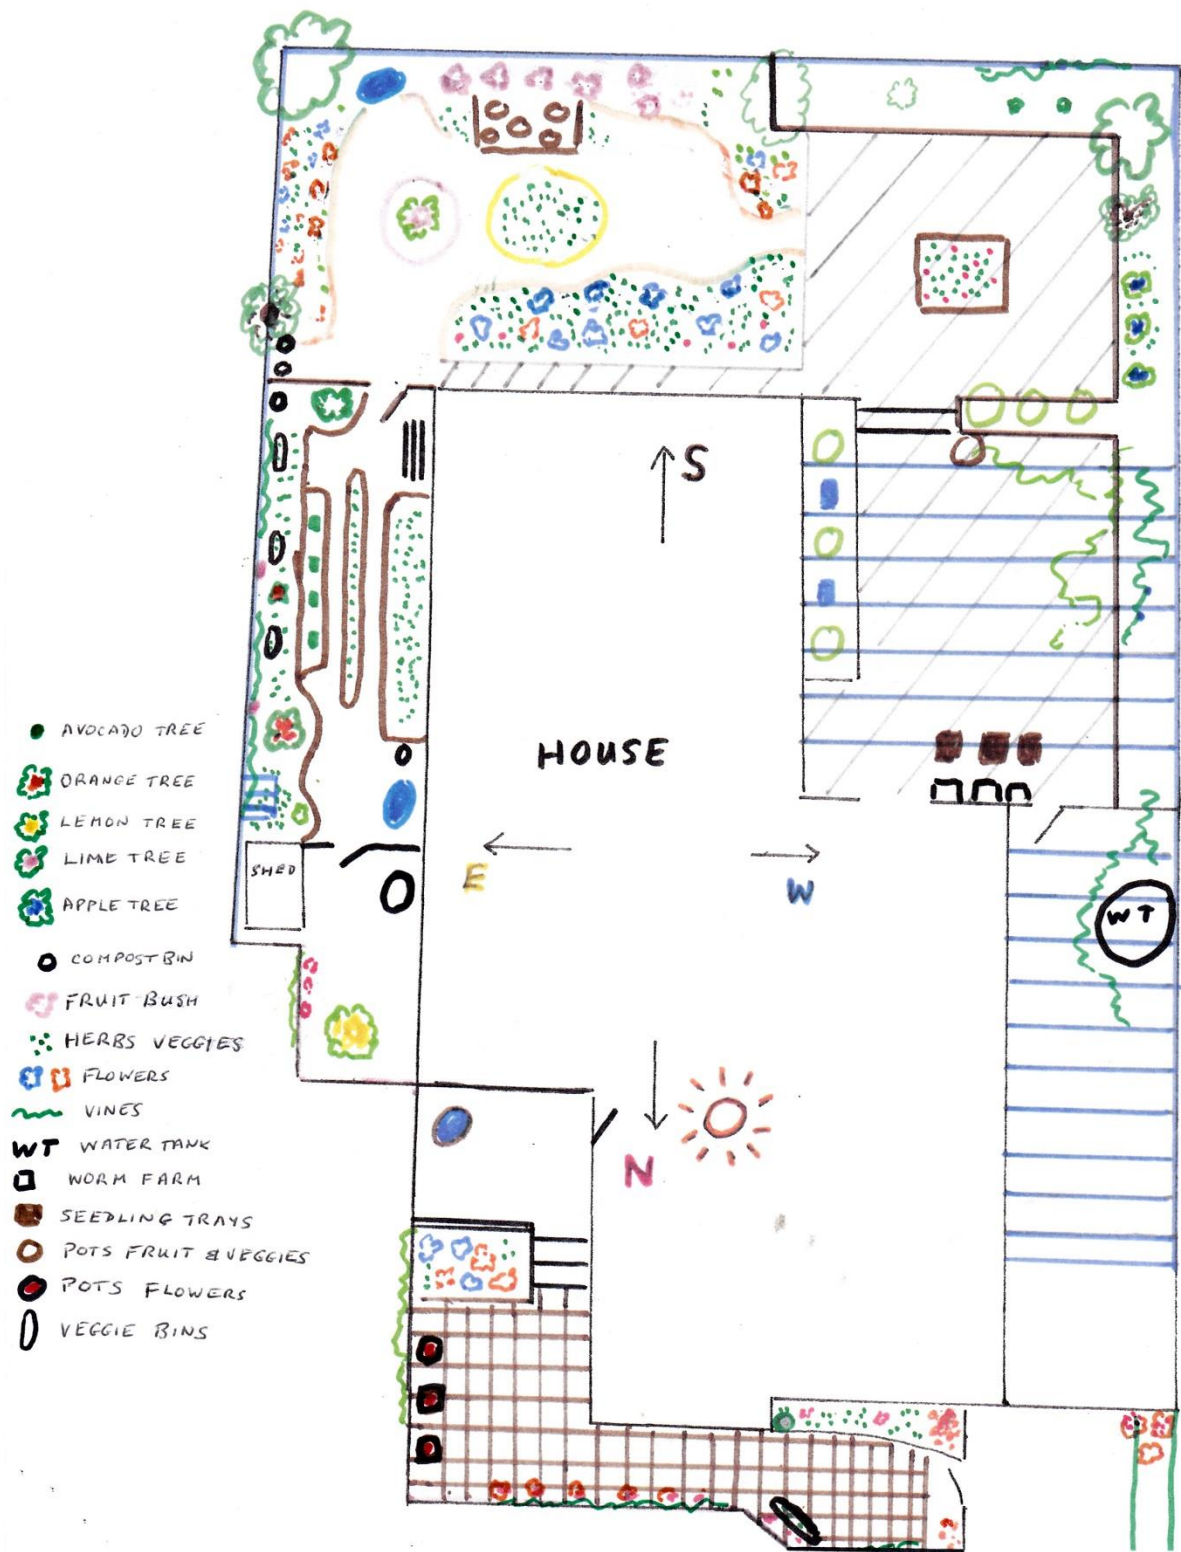 S
HOUSE
E
W
WT
SHED
N
AVOCADO TREE
ORANGE TREE
LEMON TREE
LIME TREE
APPLE TREE
COMPOST BIN
FRUIT BUSH
HERBS VEGGIES
FLOWERS
VINES
WT WATER TANK
WORM FARM
SEEDLING TRAYS
POTS FRUIT & VEGGIES
POTS FLOWERS
VEGGIE BINS